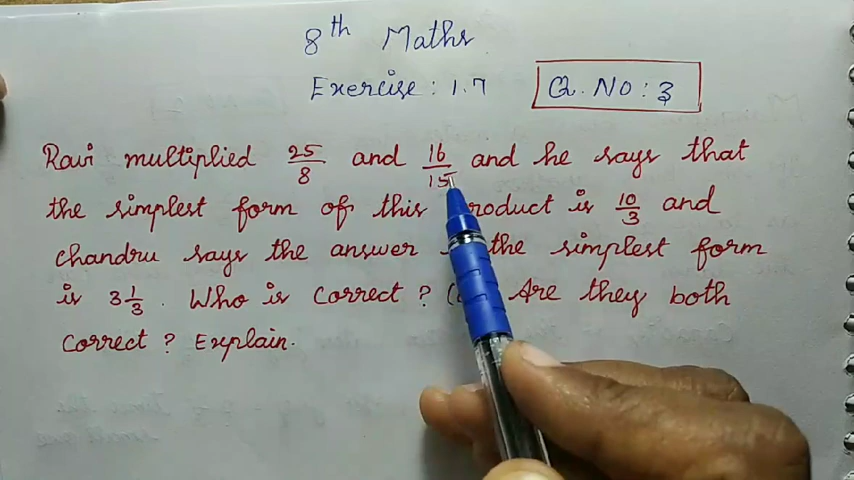 8th Maths
Exercise : 1.7 Q. NO : 3
Ravi multiplied 25/8 and 16/15 and he says that
the simplest form of this product is 10/3 and
chandru says the answer the simplest form
is 3 1/3. Who is correct ? (or) Are they both
correct ? Explain.